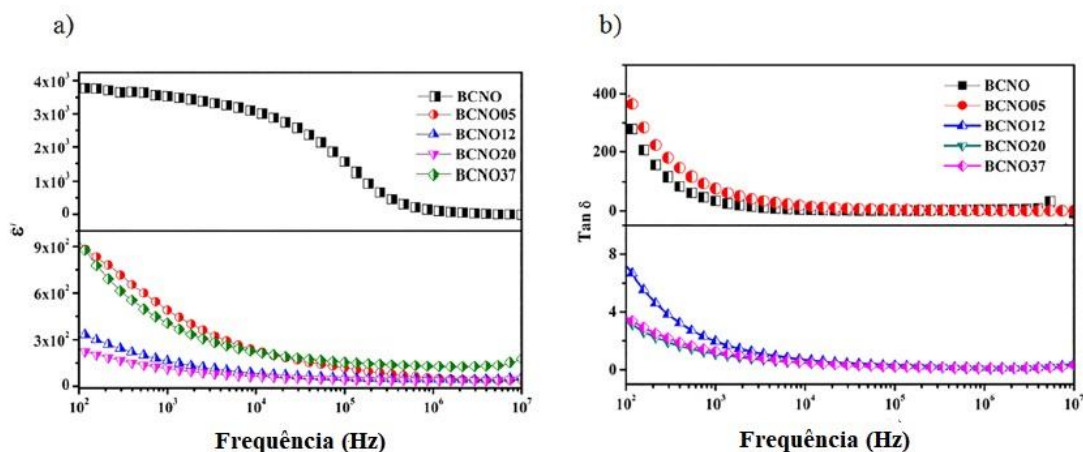 a)
4x10³
3x10³
2x10³
1x10³
0
BCNO
BCNO05
BCNO12
BCNO20
BCNO37
ε'
9x10²
6x10²
3x10²
0
10² 10³ 10⁴ 10⁵ 10⁶ 10⁷
Frequência (Hz)
b)
400
200
0
BCNO
BCNO05
BCNO12
BCNO20
BCNO37
Tan δ
8
4
0
10² 10³ 10⁴ 10⁵ 10⁶ 10⁷
Frequência (Hz)